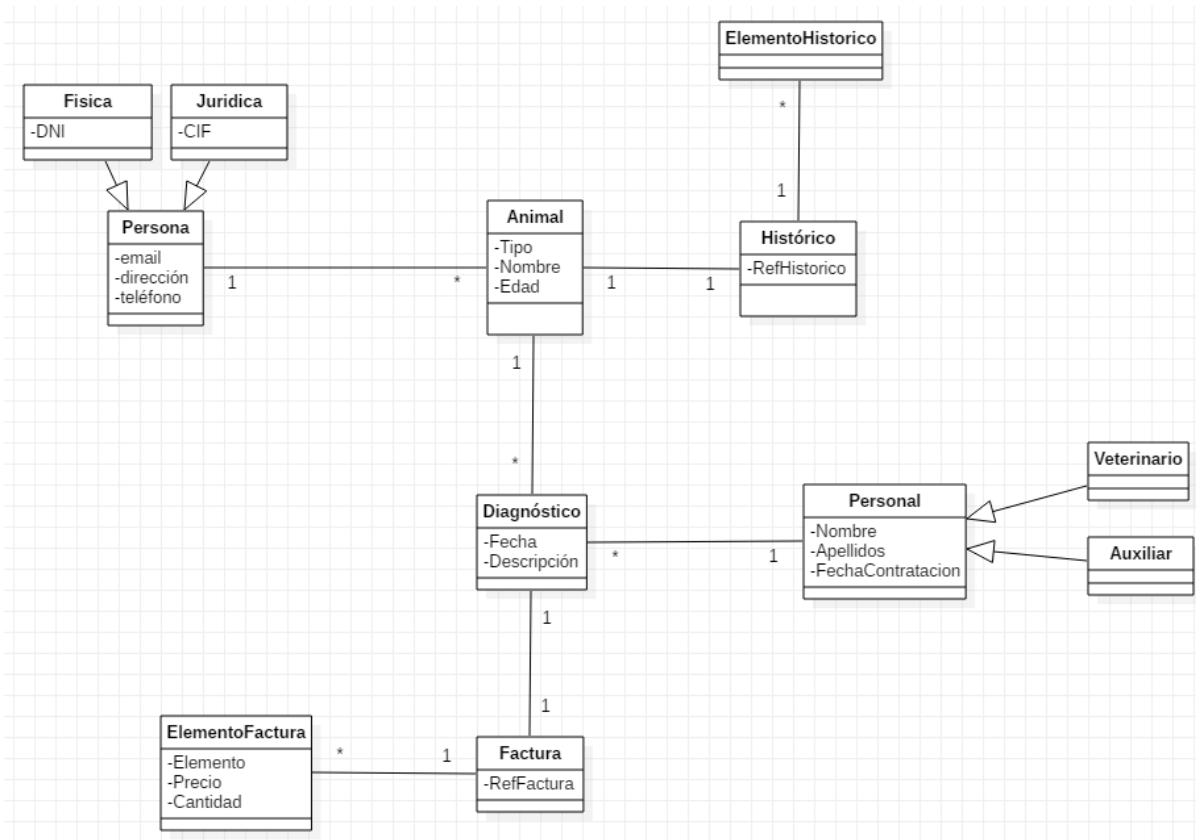 ElementoHistorico
*
1
Fisica
-DNI
Juridica
-CIF
Persona
-email
-dirección
-teléfono
1
*
Animal
-Tipo
-Nombre
-Edad
1
1
Histórico
-RefHistorico
1
*
Diagnóstico
-Fecha
-Descripción
*
1
Personal
-Nombre
-Apellidos
-FechaContratacion
Veterinario
Auxiliar
1
1
ElementoFactura
-Elemento
-Precio
-Cantidad
*
1
Factura
-RefFactura